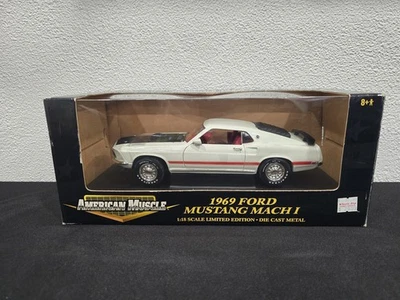 8+
AMERICAN MUSCLE
1969 FORD
MUSTANG MACH I
1:18 SCALE LIMITED EDITION • DIE CAST METAL